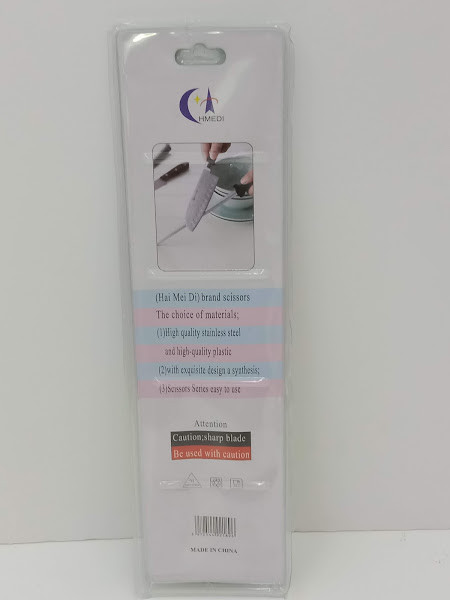 HMEDI
(Hai Mei Di) brand scissors
The choice of materials;
(1)High quality stainless steel
and high-quality plastic
(2)with exquisite design a synthesis;
(3)Scissors Series easy to use
Attention
Caution;sharp blade
Be used with caution
MADE IN CHINA